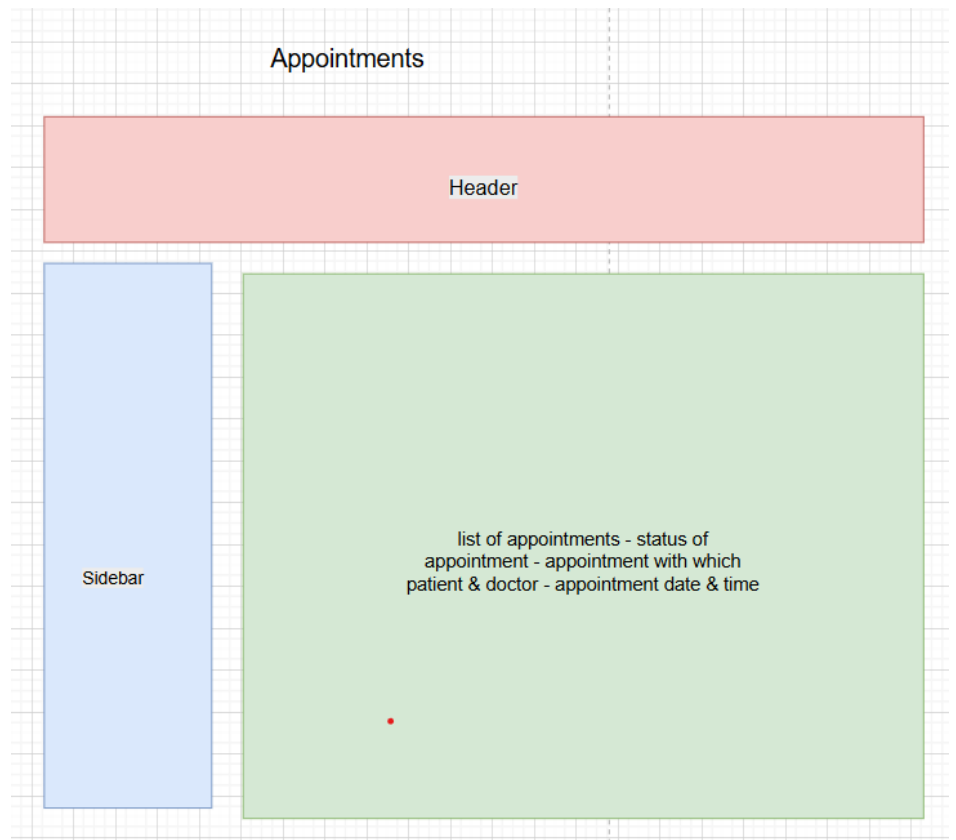 Appointments
Header
Sidebar
list of appointments - status of
appointment - appointment with which
patient & doctor - appointment date & time